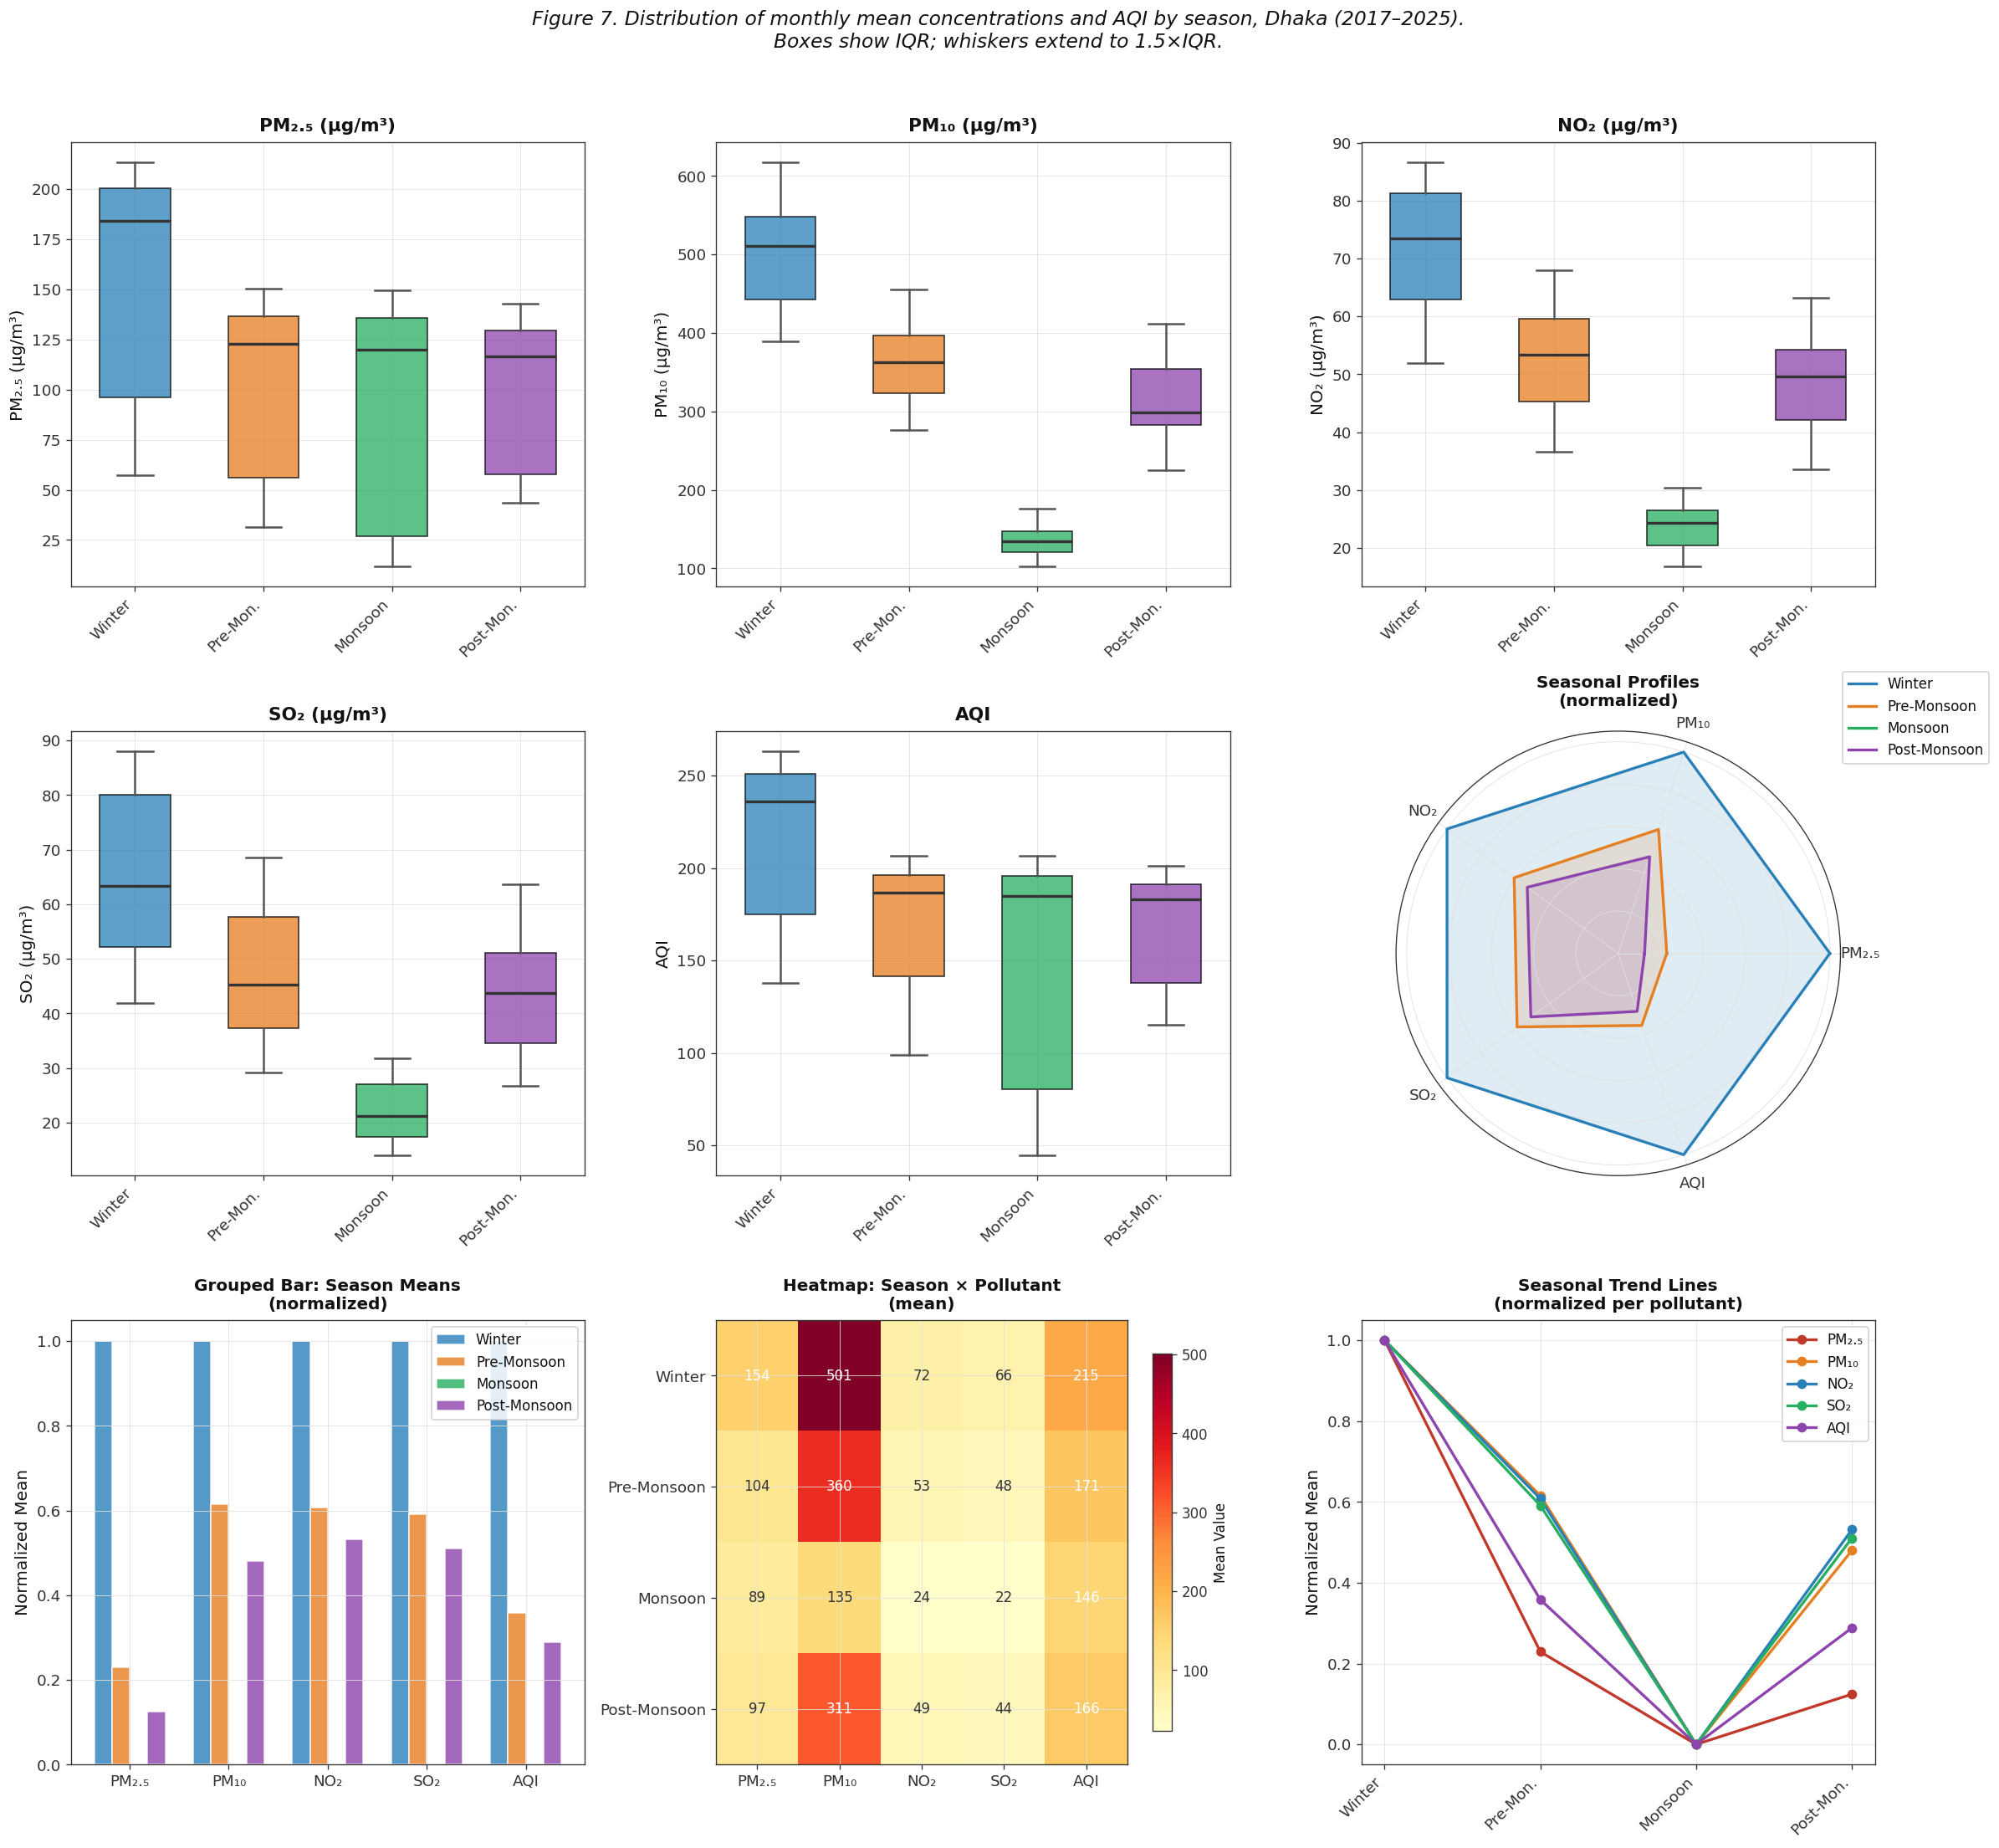 Figure 7. Distribution of monthly mean concentrations and AQI by season, Dhaka (2017–2025).
Boxes show IQR; whiskers extend to 1.5×IQR.
PM₂.₅ (µg/m³)
PM₂.₅ (µg/m³)
200
175
150
125
100
75
50
25
Winter
Pre-Mon.
Monsoon
Post-Mon.
PM₁₀ (µg/m³)
PM₁₀ (µg/m³)
600
500
400
300
200
100
Winter
Pre-Mon.
Monsoon
Post-Mon.
NO₂ (µg/m³)
NO₂ (µg/m³)
90
80
70
60
50
40
30
20
Winter
Pre-Mon.
Monsoon
Post-Mon.
SO₂ (µg/m³)
SO₂ (µg/m³)
90
80
70
60
50
40
30
20
Winter
Pre-Mon.
Monsoon
Post-Mon.
AQI
AQI
250
200
150
100
50
Winter
Pre-Mon.
Monsoon
Post-Mon.
Seasonal Profiles
(normalized)
Winter
Pre-Monsoon
Monsoon
Post-Monsoon
PM₁₀
NO₂
PM₂.₅
SO₂
AQI
Grouped Bar: Season Means
(normalized)
Normalized Mean
1.0
0.8
0.6
0.4
0.2
0.0
Winter
Pre-Monsoon
Monsoon
Post-Monsoon
PM₂.₅ PM₁₀ NO₂ SO₂ AQI
Heatmap: Season × Pollutant
(mean)
Winter 154 501 72 66 215
Pre-Monsoon 104 360 53 48 171
Monsoon 89 135 24 22 146
Post-Monsoon 97 311 49 44 166
PM₂.₅ PM₁₀ NO₂ SO₂ AQI
500
400
300
200
100
Mean Value
Seasonal Trend Lines
(normalized per pollutant)
Normalized Mean
1.0
0.8
0.6
0.4
0.2
0.0
PM₂.₅
PM₁₀
NO₂
SO₂
AQI
Winter
Pre-Mon.
Monsoon
Post-Mon.